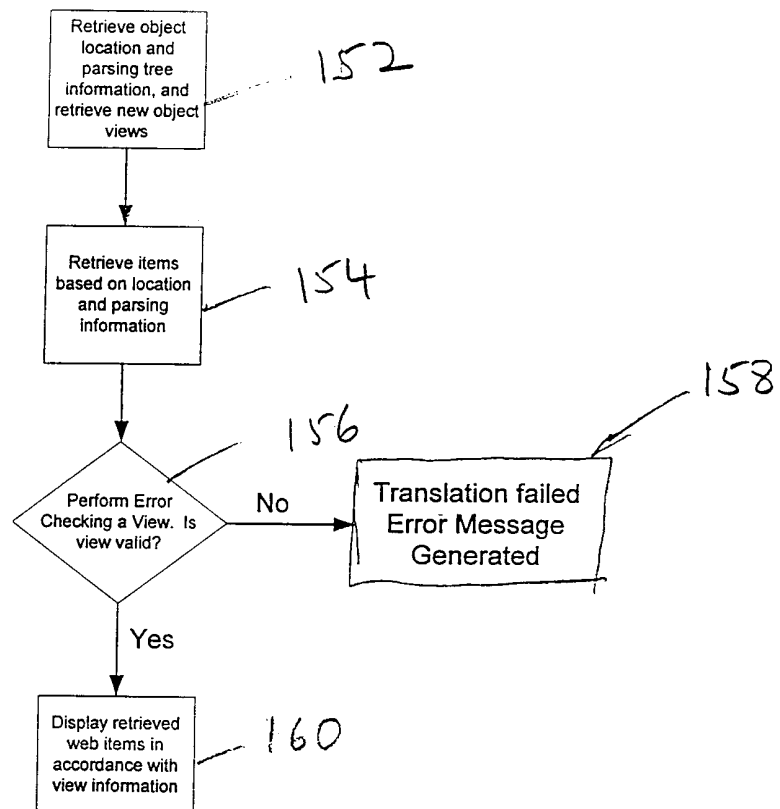 Retrieve object
location and
parsing tree
information, and
retrieve new object
views
152
Retrieve items
based on location
and parsing
information
154
Perform Error
Checking a View. Is
view valid?
156
No
Translation failed
Error Message
Generated
158
Yes
Display retrieved
web items in
accordance with
view information
160